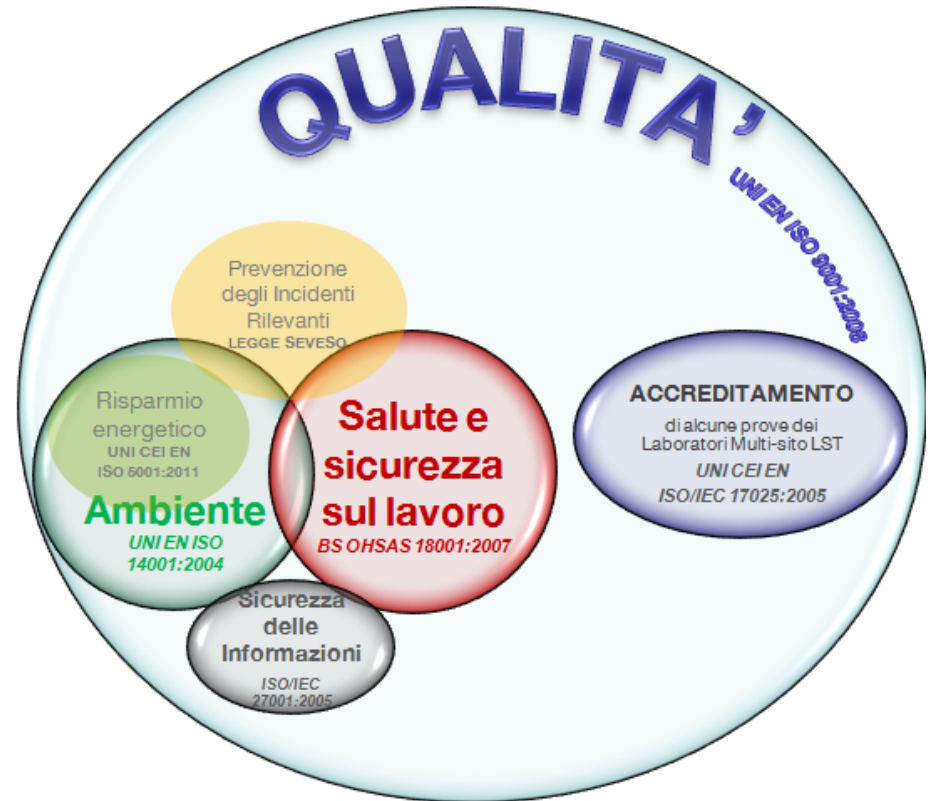 QUALITA'
UNI EN ISO 9001:2008
Prevenzione
degli Incidenti
Rilevanti
LEGGE SEVESO
Risparmio
energetico
UNI CEI EN
ISO 5001:2011
Ambiente
UNI EN ISO
14001:2004
Salute e
sicurezza
sul lavoro
BS OHSAS 18001:2007
ACCREDITAMENTO
di alcune prove dei
Laboratori Multi-sito LST
UNI CEI EN
ISO/IEC 17025:2005
Sicurezza
delle
Informazioni
ISO/IEC
27001:2005